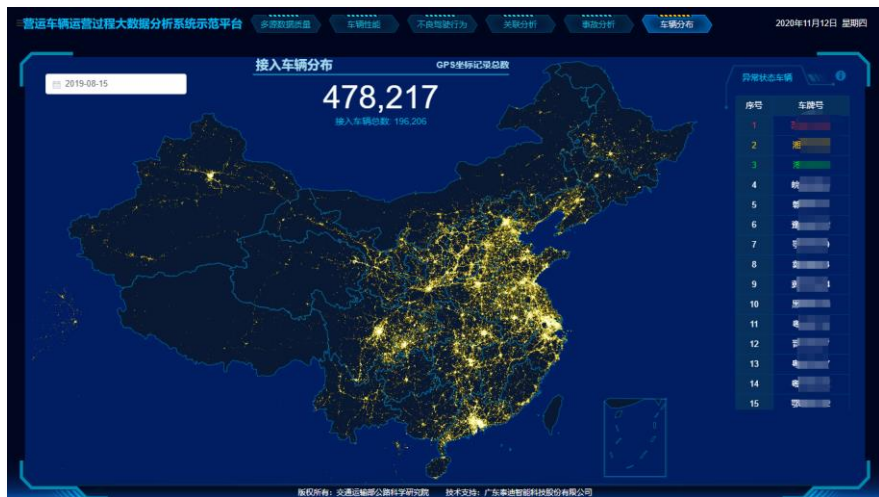 营运车辆运营过程大数据分析系统示范平台
多源数据质量
车辆性能
不良驾驶行为
关联分析
事故分析
车辆分布
2020年11月12日 星期四
2019-08-15
接入车辆分布
GPS坐标记录总数
478,217
接入车辆总数 196,206
异常状态车辆
序号 车牌号
1
2 湘
3
4 皖
5
6
7
8
9
10
11
12
13
14
15 鄂
版权所有：交通运输部公路科学研究院 技术支持：广东泰迪智能科技股份有限公司